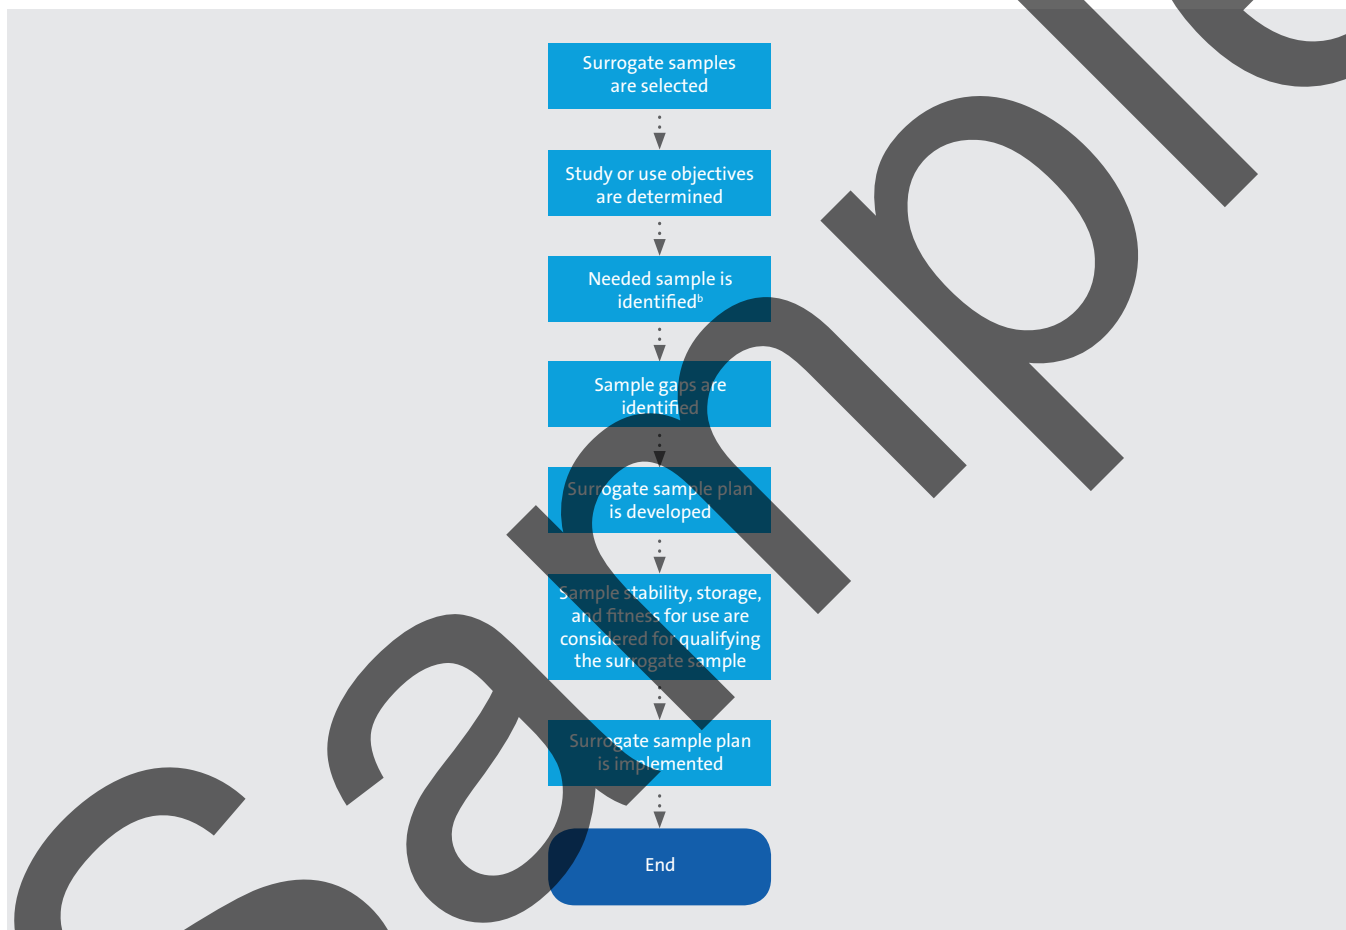 Surrogate samples
are selected
Study or use objectives
are determined
Needed sample is
identifiedᵇ
Sample gaps are
identified
Surrogate sample plan
is developed
Sample stability, storage,
and fitness for use are
considered for qualifying
the surrogate sample
Surrogate sample plan
is implemented
End
Sample